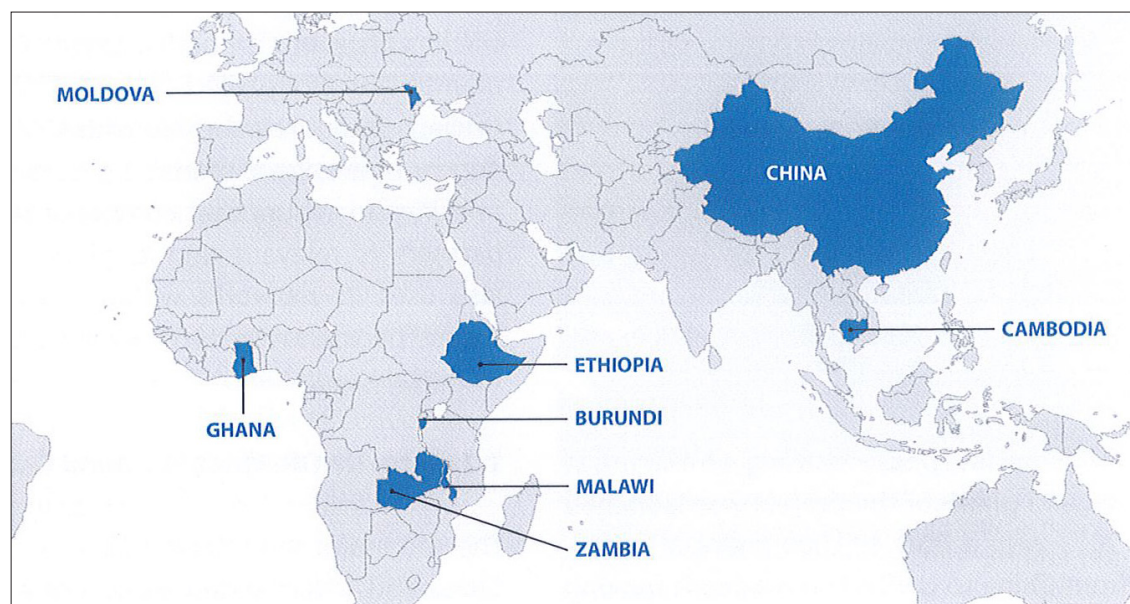 MOLDOVA
CHINA
CAMBODIA
ETHIOPIA
BURUNDI
GHANA
MALAWI
ZAMBIA